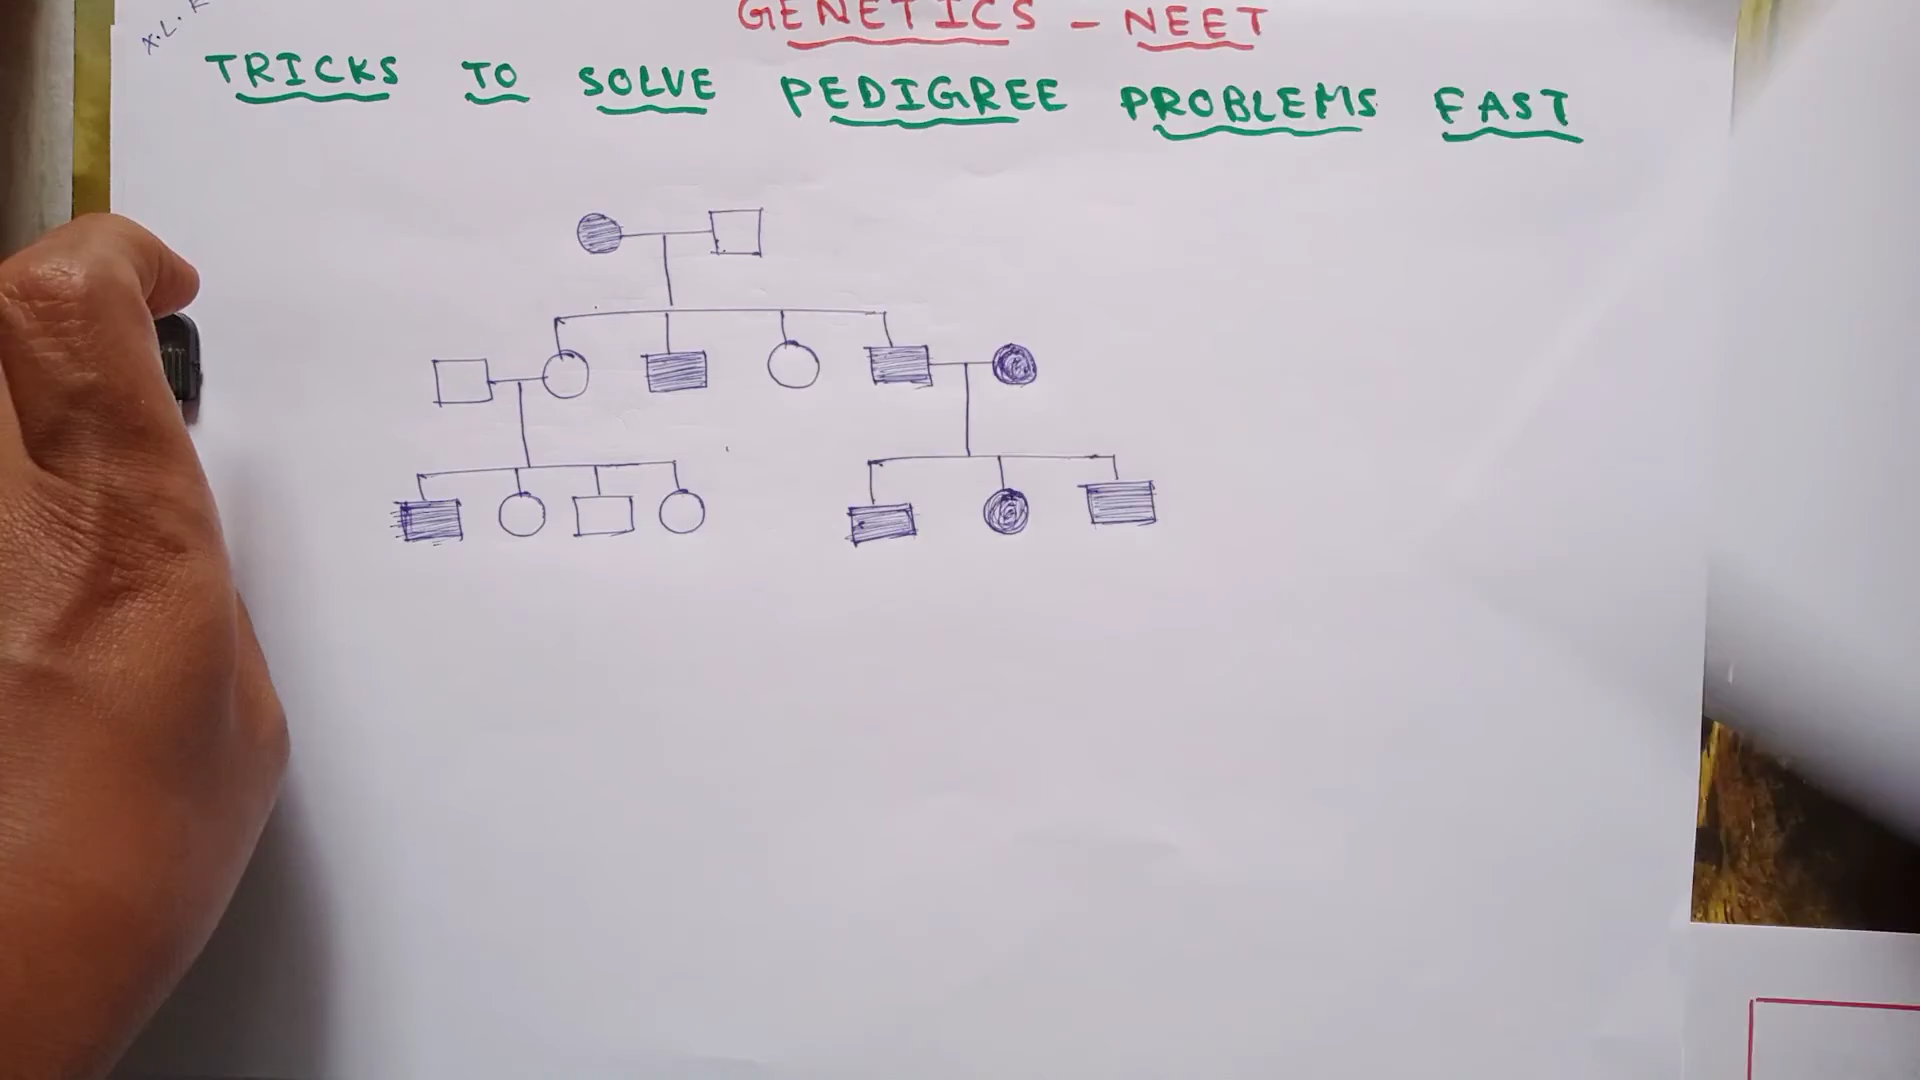 GENETICS - NEET
X.L.R
TRICKS TO SOLVE PEDIGREE PROBLEMS FAST